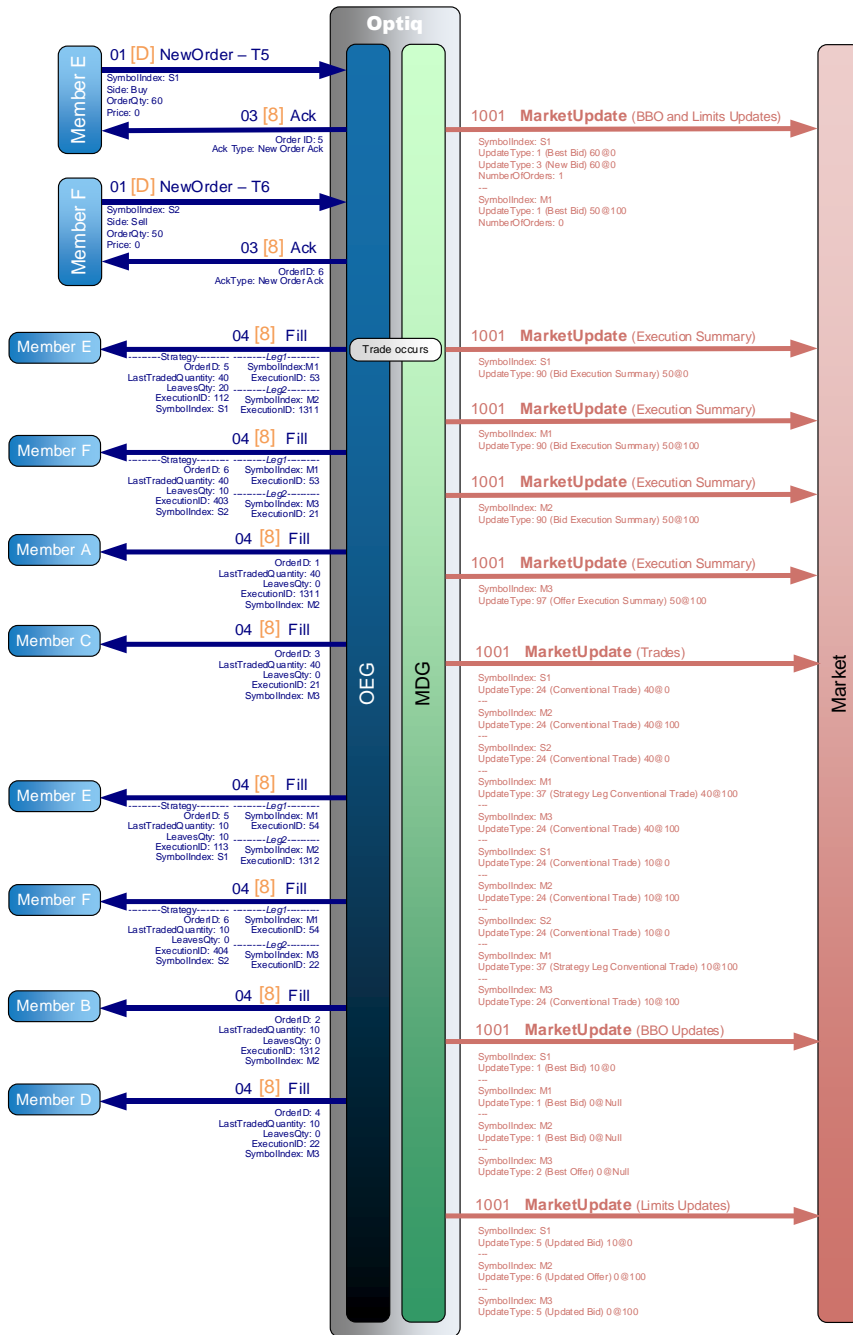 Optiq
Member E
01 [D] NewOrder – T5
SymbolIndex: S1
Side: Buy
OrderQty: 60
Price: 0
03 [8] Ack
Order ID: 5
Ack Type: New Order Ack
Member F
01 [D] NewOrder – T6
SymbolIndex: S2
Side: Sell
OrderQty: 50
Price: 0
03 [8] Ack
OrderID: 6
AckType: New Order Ack
Member E
04 [8] Fill
----------Strategy---------- ----------Leg1----------
OrderID: 5 SymbolIndex:M1
LastTradedQuantity: 40 ExecutionID: 53
LeavesQty: 20 ----------Leg2----------
ExecutionID: 112 SymbolIndex: M2
SymbolIndex: S1 ExecutionID: 1311
Member F
04 [8] Fill
----------Strategy---------- ----------Leg1----------
OrderID: 6 SymbolIndex: M1
LastTradedQuantity: 40 ExecutionID: 53
LeavesQty: 10 ----------Leg2----------
ExecutionID: 403 SymbolIndex: M3
SymbolIndex: S2 ExecutionID: 21
Member A
04 [8] Fill
OrderID: 1
LastTradedQuantity: 40
LeavesQty: 0
ExecutionID: 1311
SymbolIndex: M2
Member C
04 [8] Fill
OrderID: 3
LastTradedQuantity: 40
LeavesQty: 0
ExecutionID: 21
SymbolIndex: M3
Member E
04 [8] Fill
----------Strategy---------- ----------Leg1----------
OrderID: 5 SymbolIndex: M1
LastTradedQuantity: 10 ExecutionID: 54
LeavesQty: 10 ----------Leg2----------
ExecutionID: 113 SymbolIndex: M2
SymbolIndex: S1 ExecutionID: 1312
Member F
04 [8] Fill
----------Strategy---------- ----------Leg1----------
OrderID: 6 SymbolIndex: M1
LastTradedQuantity: 10 ExecutionID: 54
LeavesQty: 0 ----------Leg2----------
ExecutionID: 404 SymbolIndex: M3
SymbolIndex: S2 ExecutionID: 22
Member B
04 [8] Fill
OrderID: 2
LastTradedQuantity: 10
LeavesQty: 0
ExecutionID: 1312
SymbolIndex: M2
Member D
04 [8] Fill
OrderID: 4
LastTradedQuantity: 10
LeavesQty: 0
ExecutionID: 22
SymbolIndex: M3
Trade occurs
OEG
MDG
1001 MarketUpdate (BBO and Limits Updates)
SymbolIndex: S1
UpdateType: 1 (Best Bid) 60@0
UpdateType: 3 (New Bid) 60@0
NumberOfOrders: 1
---
SymbolIndex: M1
UpdateType: 1 (Best Bid) 50@100
NumberOfOrders: 0
1001 MarketUpdate (Execution Summary)
SymbolIndex: S1
UpdateType: 90 (Bid Execution Summary) 50@0
1001 MarketUpdate (Execution Summary)
SymbolIndex: M1
UpdateType: 90 (Bid Execution Summary) 50@100
1001 MarketUpdate (Execution Summary)
SymbolIndex: M2
UpdateType: 90 (Bid Execution Summary) 50@100
1001 MarketUpdate (Execution Summary)
SymbolIndex: M3
UpdateType: 97 (Offer Execution Summary) 50@100
1001 MarketUpdate (Trades)
SymbolIndex: S1
UpdateType: 24 (Conventional Trade) 40@0
---
SymbolIndex: M2
UpdateType: 24 (Conventional Trade) 40@100
---
SymbolIndex: S2
UpdateType: 24 (Conventional Trade) 40@0
---
SymbolIndex: M1
UpdateType: 37 (Strategy Leg Conventional Trade) 40@100
---
SymbolIndex: M3
UpdateType: 24 (Conventional Trade) 40@100
---
SymbolIndex: S1
UpdateType: 24 (Conventional Trade) 10@0
---
SymbolIndex: M2
UpdateType: 24 (Conventional Trade) 10@100
---
SymbolIndex: S2
UpdateType: 24 (Conventional Trade) 10@0
---
SymbolIndex: M1
UpdateType: 37 (Strategy Leg Conventional Trade) 10@100
---
SymbolIndex: M3
UpdateType: 24 (Conventional Trade) 10@100
1001 MarketUpdate (BBO Updates)
SymbolIndex: S1
UpdateType: 1 (Best Bid) 10@0
---
SymbolIndex: M1
UpdateType: 1 (Best Bid) 0@Null
---
SymbolIndex: M2
UpdateType: 1 (Best Bid) 0@Null
---
SymbolIndex: M3
UpdateType: 2 (Best Offer) 0@Null
1001 MarketUpdate (Limits Updates)
SymbolIndex: S1
UpdateType: 5 (Updated Bid) 10@0
---
SymbolIndex: M2
UpdateType: 6 (Updated Offer) 0@100
---
SymbolIndex: M3
UpdateType: 5 (Updated Bid) 0@100
Market